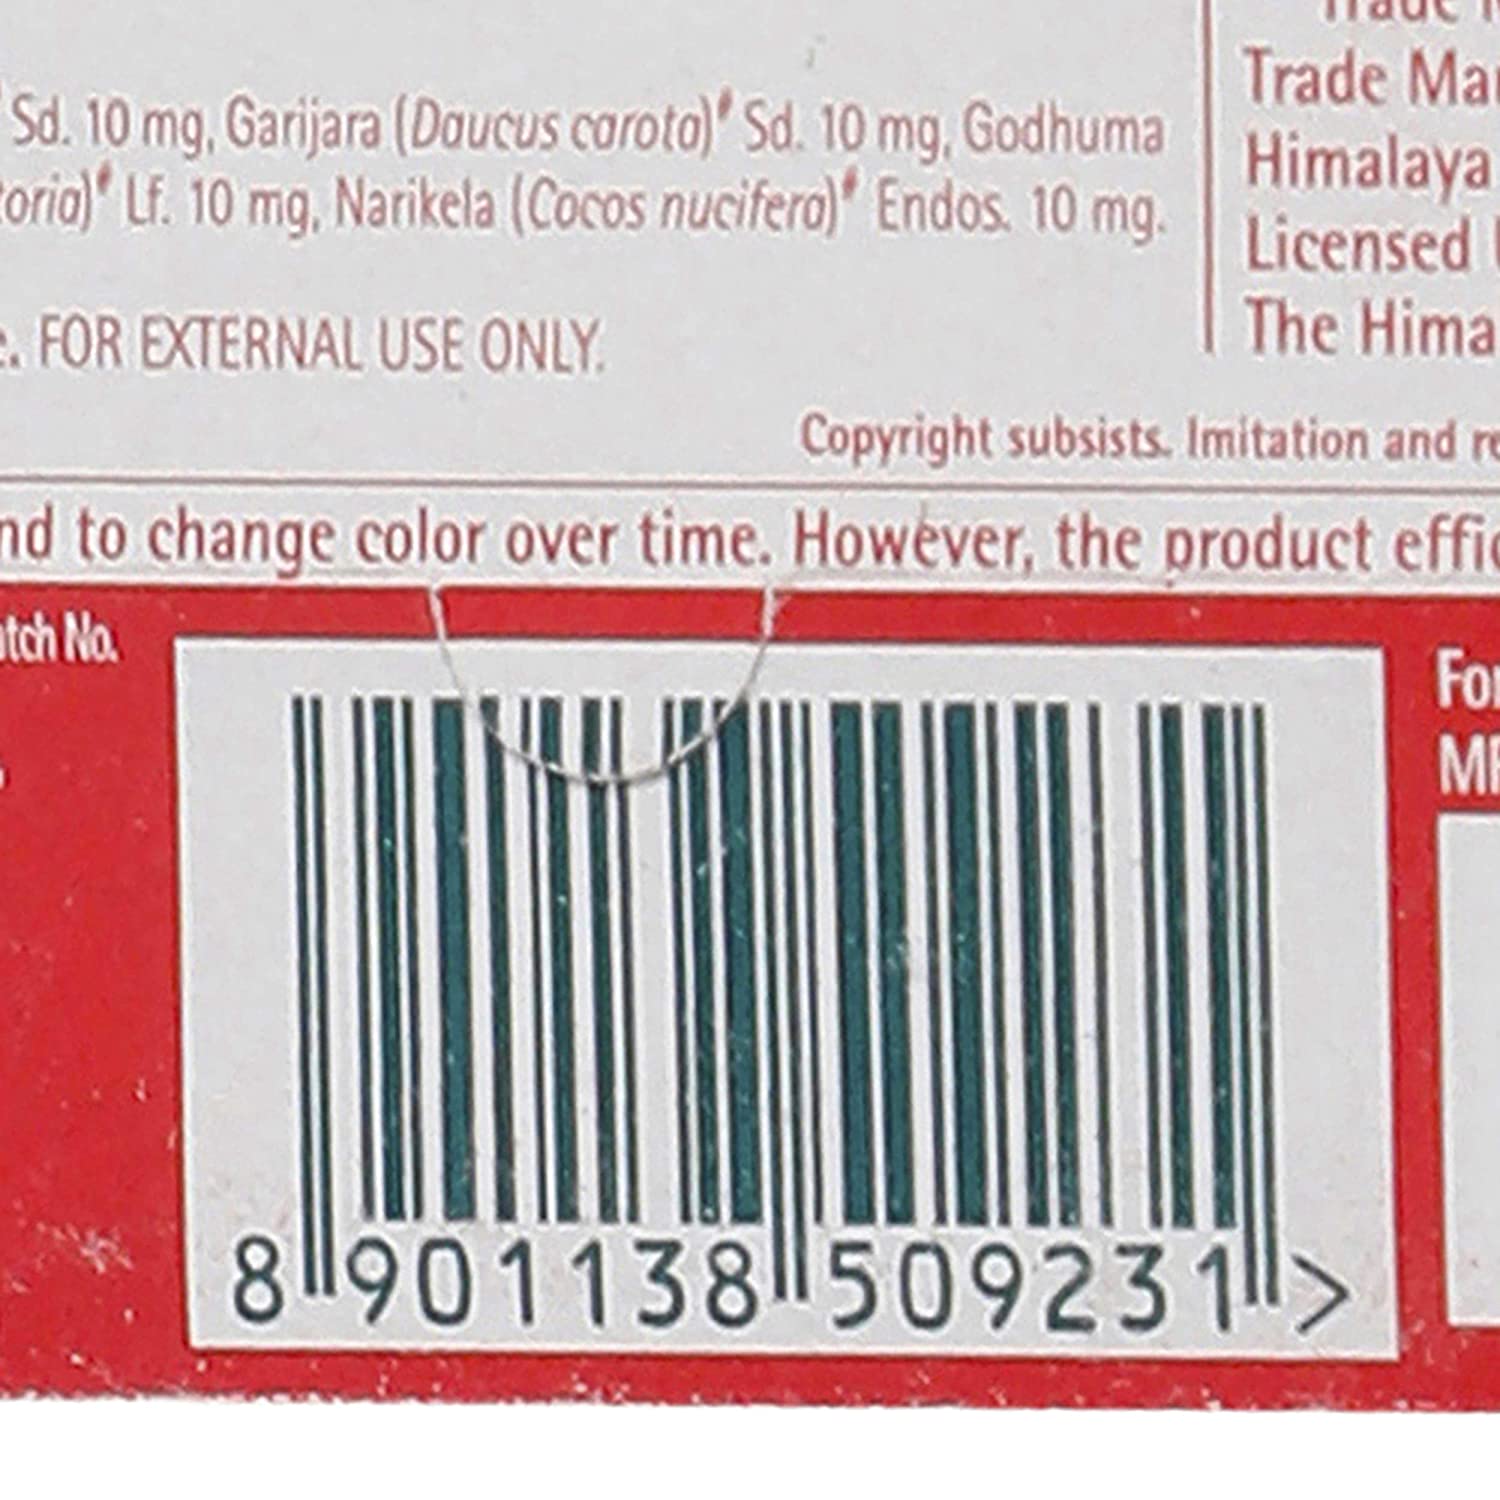 Trade
Sd. 10 mg, Garijara (Daucus carota)# Sd. 10 mg, Godhuma
Lf. 10 mg, Narikela (Cocos nucifera)# Endos. 10 mg.
FOR EXTERNAL USE ONLY.
Trade
Himalaya
Licensed
The
Copyright subsists. Imitation and
to change color over time. However, the product
No.
8 901138 509231 >